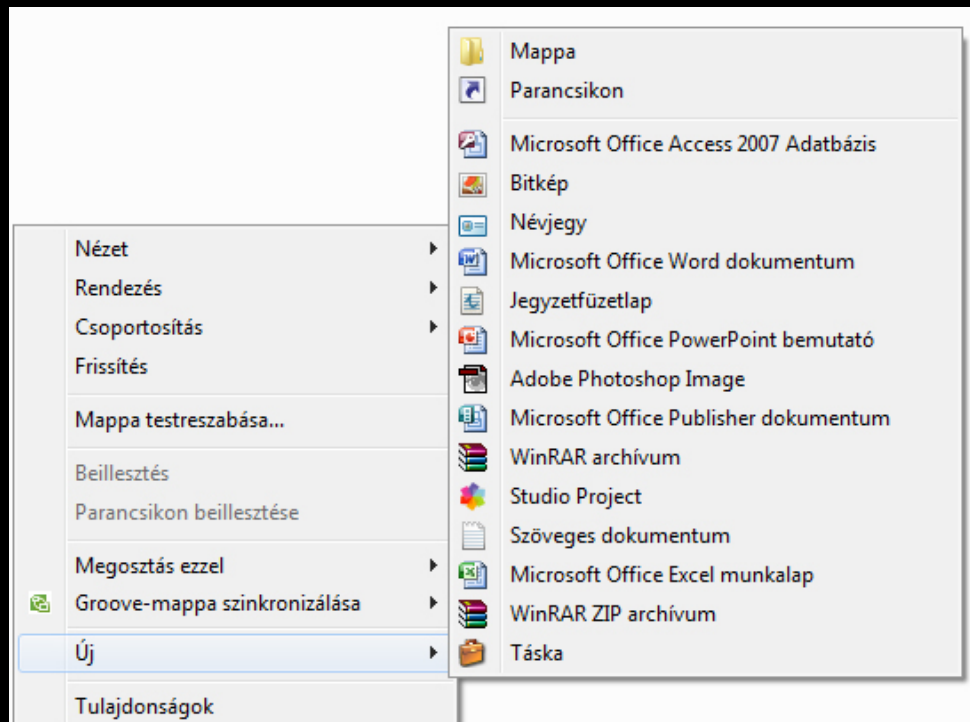 Nézet
Rendezés
Csoportosítás
Frissítés
Mappa testreszabása...
Beillesztés
Parancsikon beillesztése
Megosztás ezzel
Groove-mappa szinkronizálása
Új
Tulajdonságok
Mappa
Parancsikon
Microsoft Office Access 2007 Adatbázis
Bitkép
Névjegy
Microsoft Office Word dokumentum
Jegyzetfüzetlap
Microsoft Office PowerPoint bemutató
Adobe Photoshop Image
Microsoft Office Publisher dokumentum
WinRAR archívum
Studio Project
Szöveges dokumentum
Microsoft Office Excel munkalap
WinRAR ZIP archívum
Táska